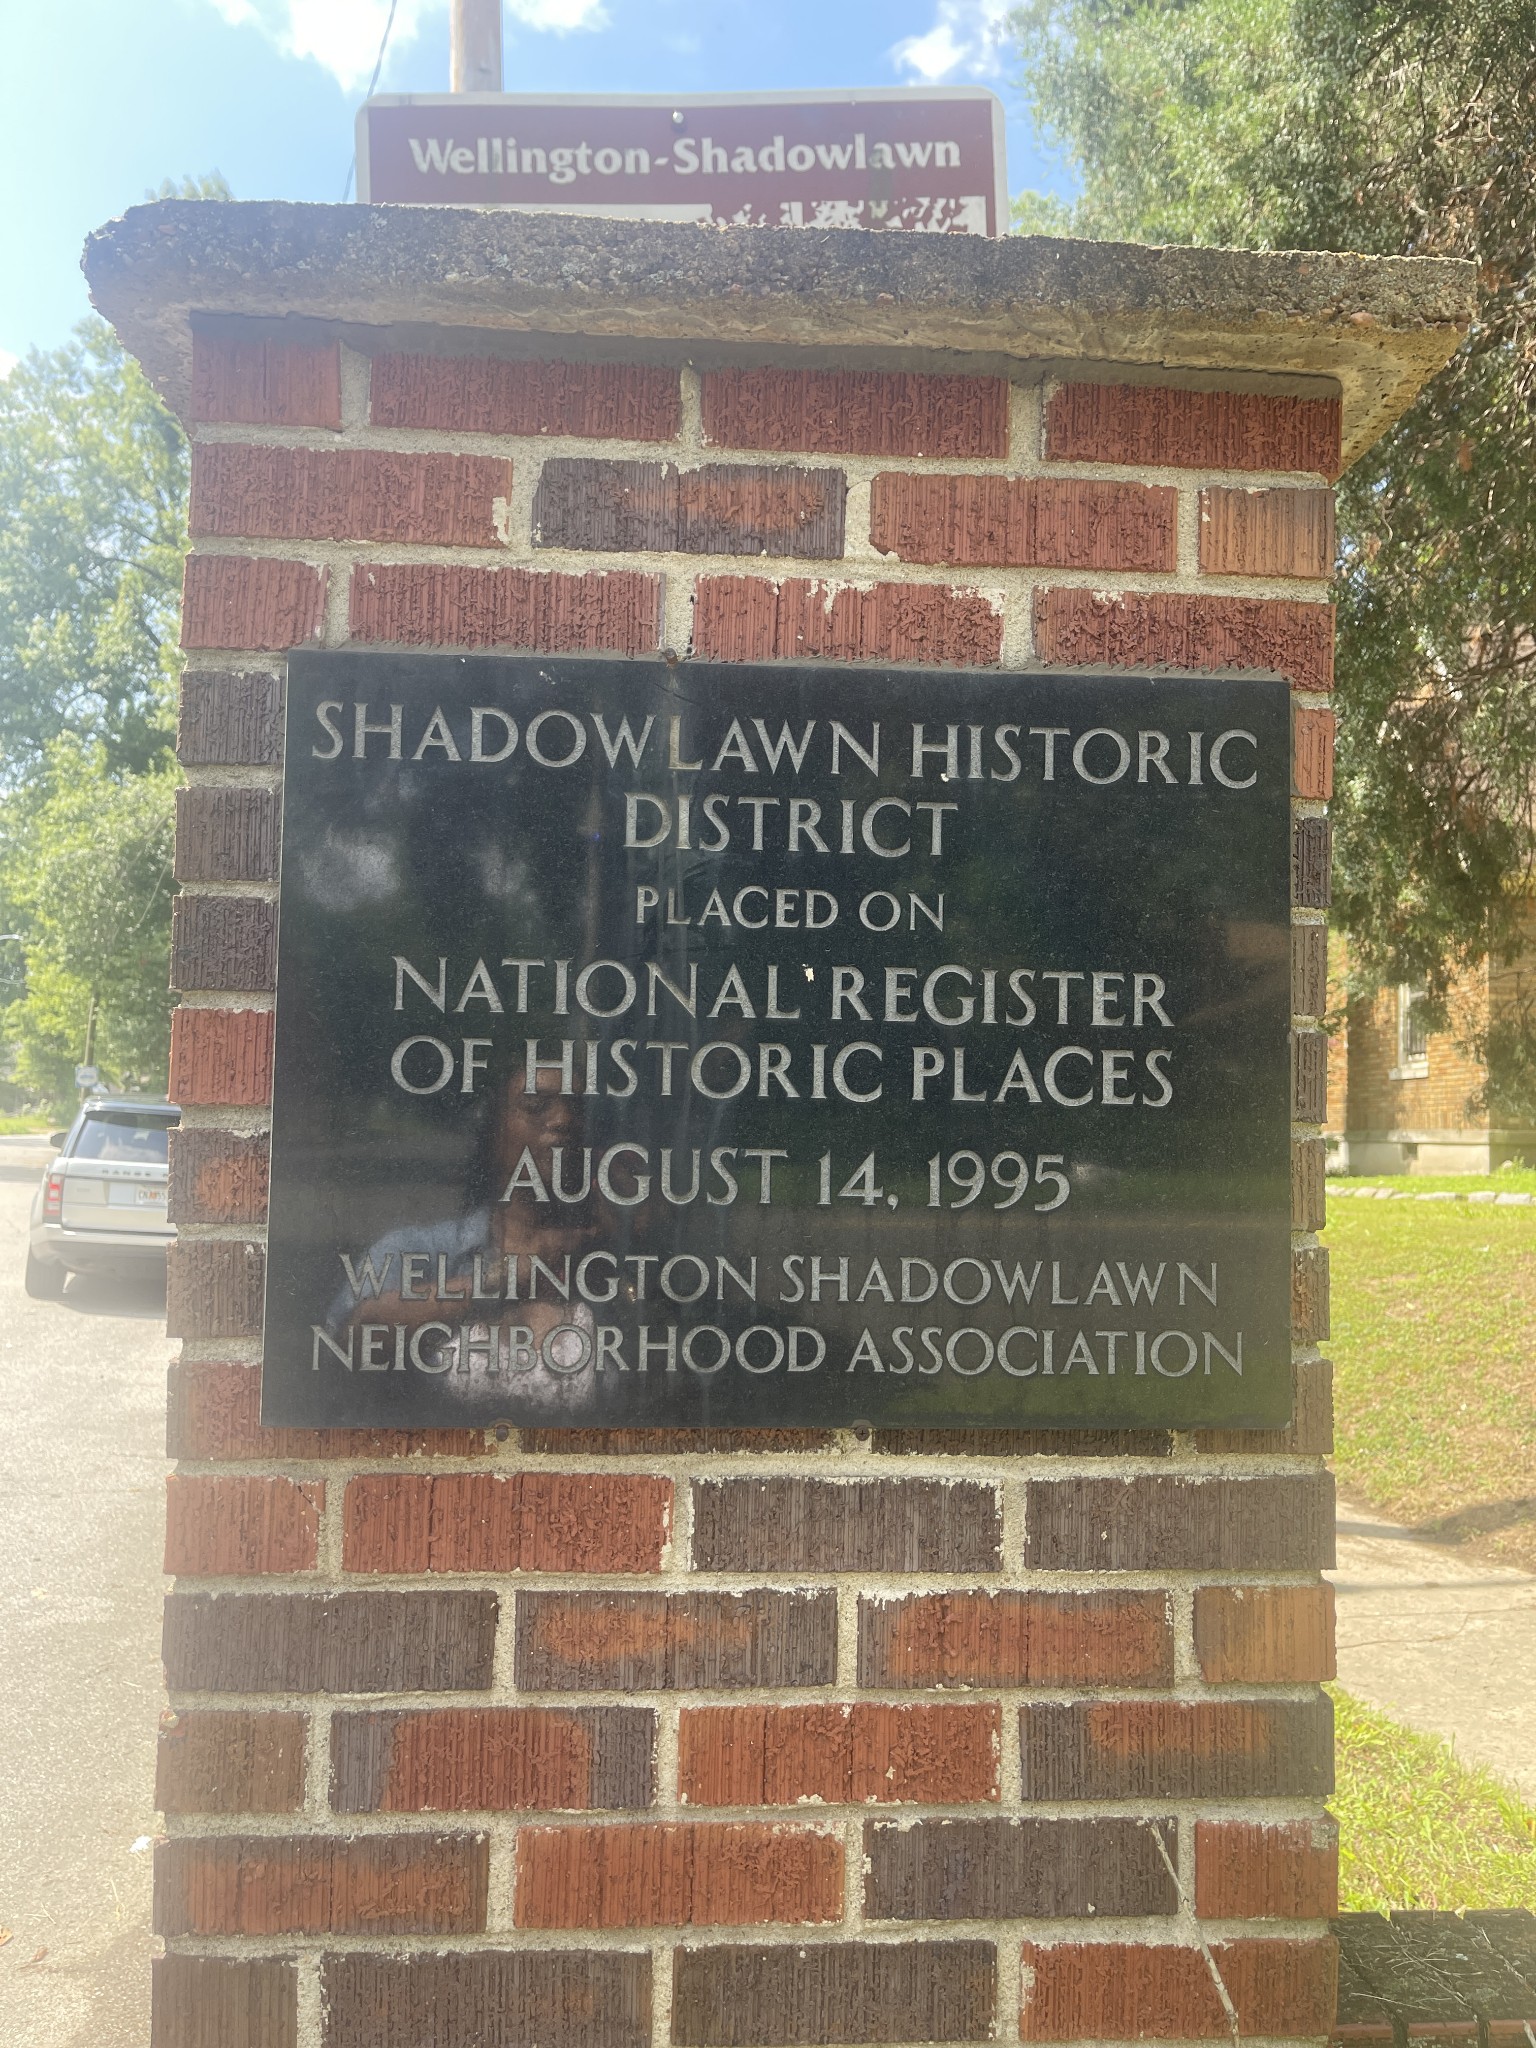 Wellington-Shadowlawn
SHADOWLAWN HISTORIC
DISTRICT
PLACED ON
NATIONAL REGISTER
OF HISTORIC PLACES
AUGUST 14, 1995
WELLINGTON SHADOWLAWN
NEIGHBORHOOD ASSOCIATION